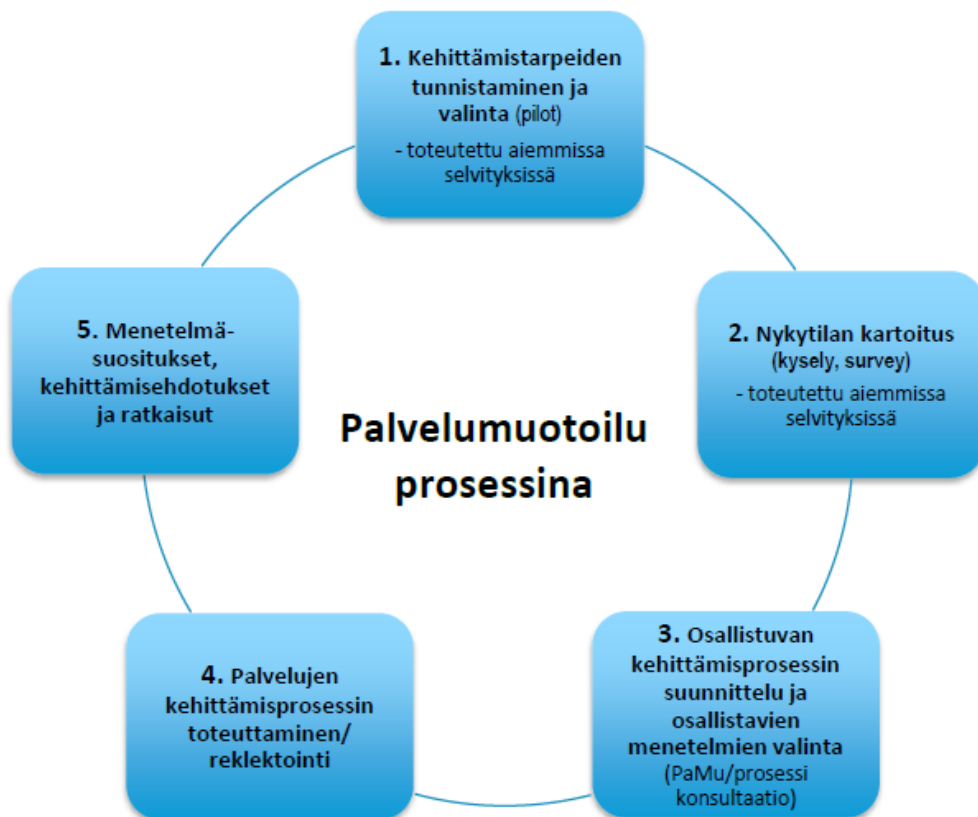 1. Kehittämistarpeiden
tunnistaminen ja
valinta (pilot)
- toteutettu aiemmissa
selvityksissä
2. Nykytilan kartoitus
(kysely, survey)
- toteutettu aiemmissa
selvityksissä
3. Osallistuvan
kehittämisprosessin
suunnittelu ja
osallistavien
menetelmien valinta
(PaMu/prosessi
konsultaatio)
4. Palvelujen
kehittämisprosessin
toteuttaminen/
reklektointi
5. Menetelmä-
suositukset,
kehittämisehdotukset
ja ratkaisut
Palvelumuotoilu
prosessina